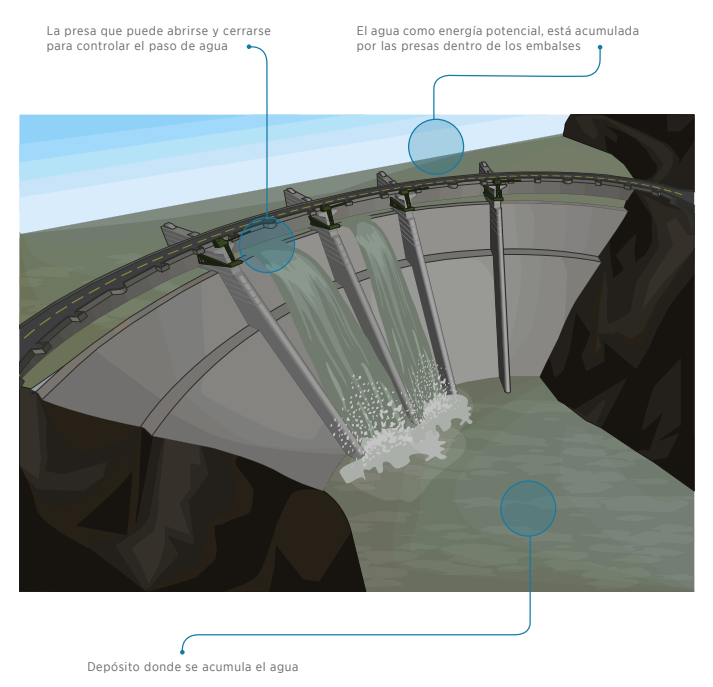 La presa que puede abrirse y cerrarse
para controlar el paso de agua
El agua como energía potencial, está acumulada
por las presas dentro de los embalses
Depósito donde se acumula el agua